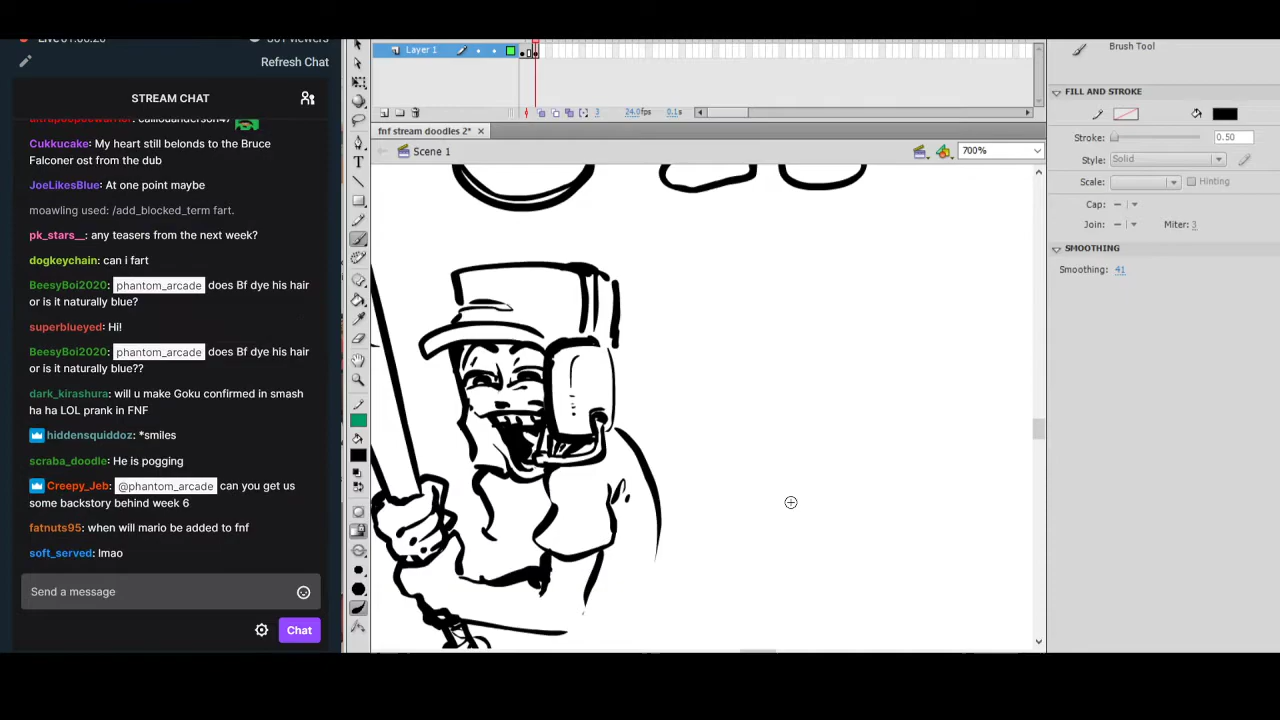 Refresh Chat
STREAM CHAT
Cukkucake: My heart still belongs to the Bruce
Falconer ost from the dub
JoeLikesBlue: At one point maybe
moawling used: /add_blocked_term fart.
pk_stars__: any teasers from the next week?
dogkeychain: can i fart
BeesyBoi2020: phantom_arcade does Bf dye his hair
or is it naturally blue?
superblueyed: Hi!
BeesyBoi2020: phantom_arcade does Bf dye his hair
or is it naturally blue??
dark_kirashura: will u make Goku confirmed in smash
ha ha LOL prank in FNF
hiddensquiddoz: *smiles
scraba_doodle: He is pogging
Creepy_Jeb: @phantom_arcade can you get us
some backstory behind week 6
fatnuts95: when will mario be added to fnf
soft_served: lmao
Send a message
Chat
Layer 1
3 24.0fps 0.1s
fnf stream doodles 2*
Scene 1
700%
Brush Tool
FILL AND STROKE
Stroke: 0.50
Style: Solid
Scale: Hinting
Cap:
Join: Miter: 3
SMOOTHING
Smoothing: 41